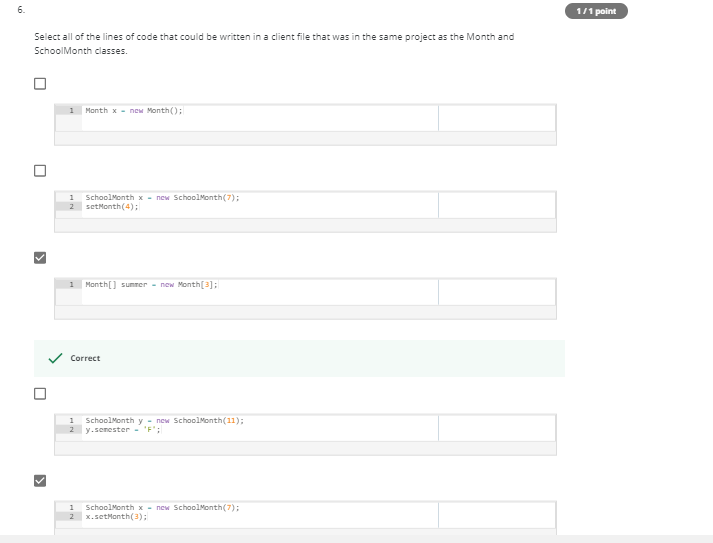 6.
1 / 1 point
Select all of the lines of code that could be written in a client file that was in the same project as the Month and
SchoolMonth classes.
1 Month x = new Month();
1 SchoolMonth x = new SchoolMonth(7);
2 setMonth(4);
1 Month[] summer = new Month[3];
Correct
1 SchoolMonth y = new SchoolMonth(11);
2 y.semester = 'F';
1 SchoolMonth x = new SchoolMonth(7);
2 x.setMonth(3);